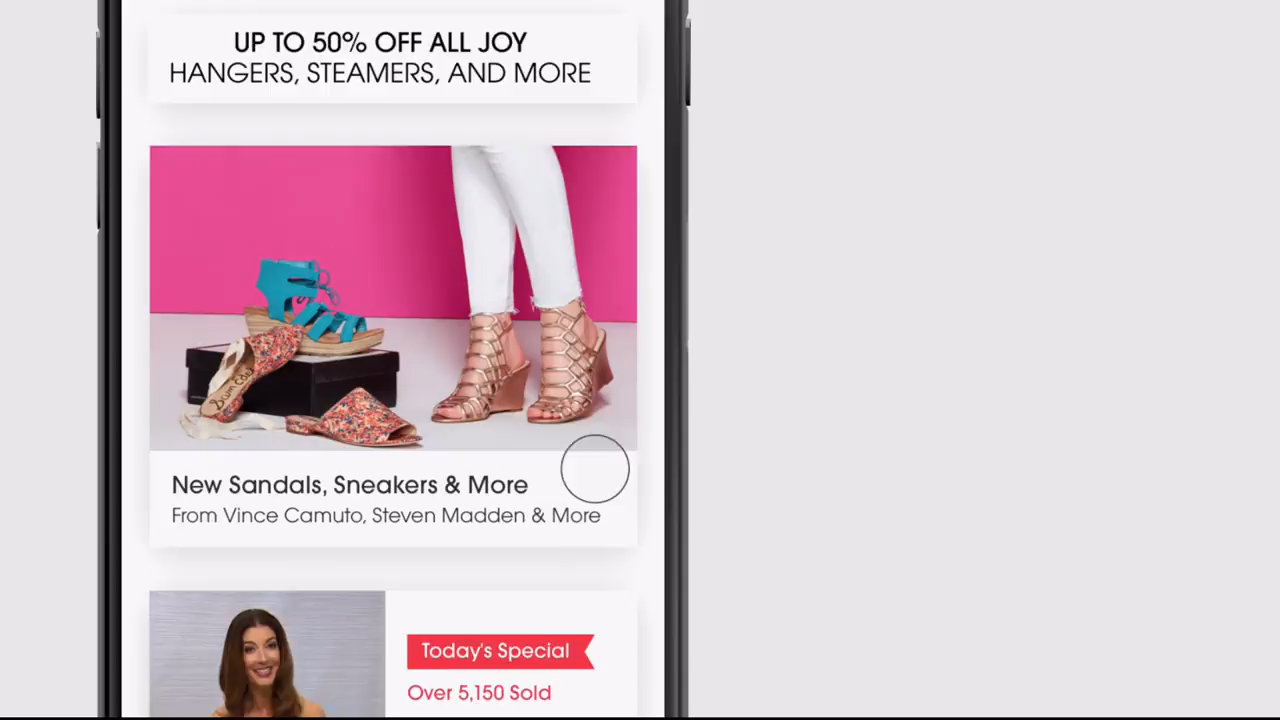 UP TO 50% OFF ALL JOY
HANGERS, STEAMERS, AND MORE
New Sandals, Sneakers & More
From Vince Camuto, Steven Madden & More
Today's Special
Over 5,150 Sold